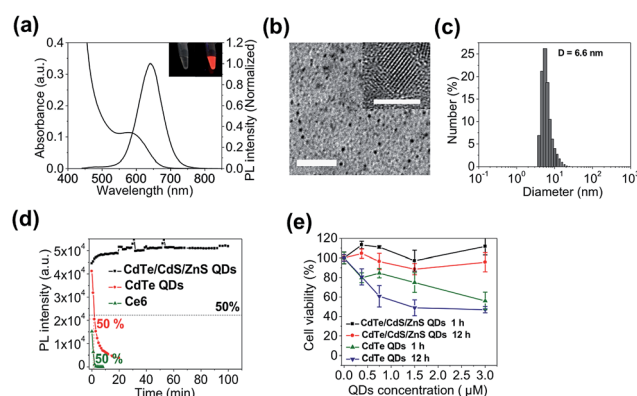 (a)
Absorbance (a.u.)
0.4
0.3
0.2
0.1
0.0
400 500 600 700 800
Wavelength (nm)
1.2
1.0
0.8
0.6
0.4
0.2
0.0
PL intensity (Normalized)
(b)
(c)
Number (%)
25
20
15
10
5
0
D = 6.6 nm
10-1 100 101 102 103
Diameter (nm)
(d)
PL intensity (a.u.)
5x104
4x104
3x104
2x104
104
0
CdTe/CdS/ZnS QDs
CdTe QDs
Ce6
50%
50 %
50 %
0 20 40 60 80 100
Time (min)
(e)
Cell viability (%)
120
100
80
60
40
20
0
CdTe/CdS/ZnS QDs 1 h
CdTe/CdS/ZnS QDs 12 h
CdTe QDs 1 h
CdTe QDs 12 h
0.0 0.5 1.0 1.5 2.0 2.5 3.0
QDs concentration ( μM)